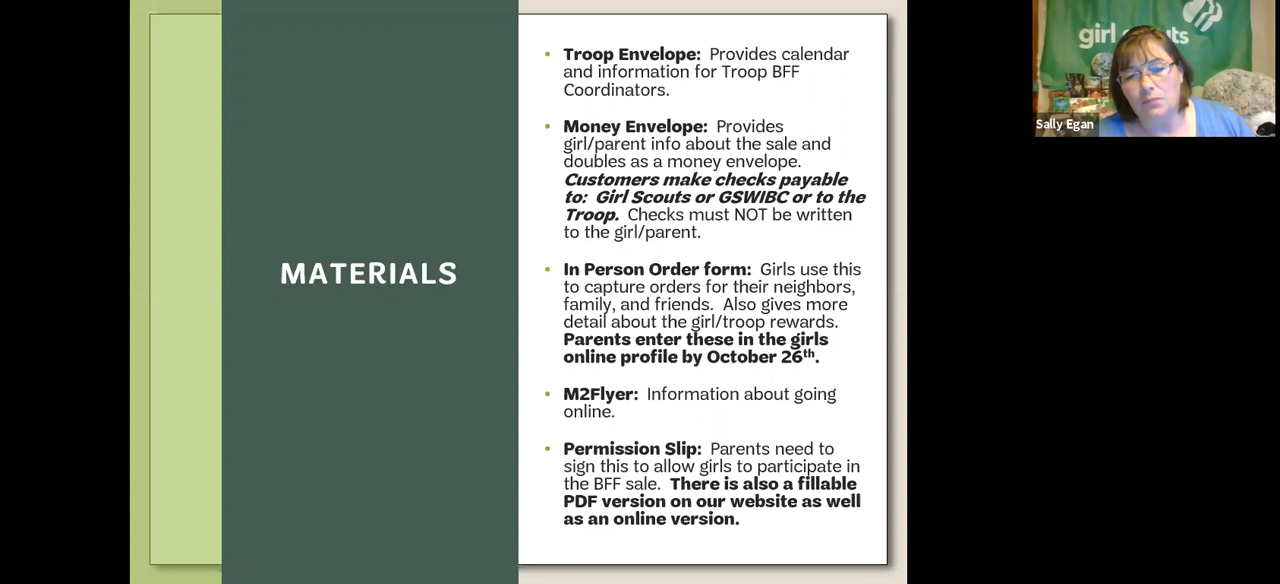 MATERIALS
• Troop Envelope: Provides calendar
and information for Troop BFF
Coordinators.
• Money Envelope: Provides
girl/parent info about the sale and
doubles as a money envelope.
Customers make checks payable
to: Girl Scouts or GSWIBC or to the
Troop. Checks must NOT be written
to the girl/parent.
• In Person Order form: Girls use this
to capture orders for their neighbors,
family, and friends. Also gives more
detail about the girl/troop rewards.
Parents enter these in the girls
online profile by October 26th.
• M2Flyer: Information about going
online.
• Permission Slip: Parents need to
sign this to allow girls to participate in
the BFF sale. There is also a fillable
PDF version on our website as well
as an online version.
girl scouts
Sally Egan